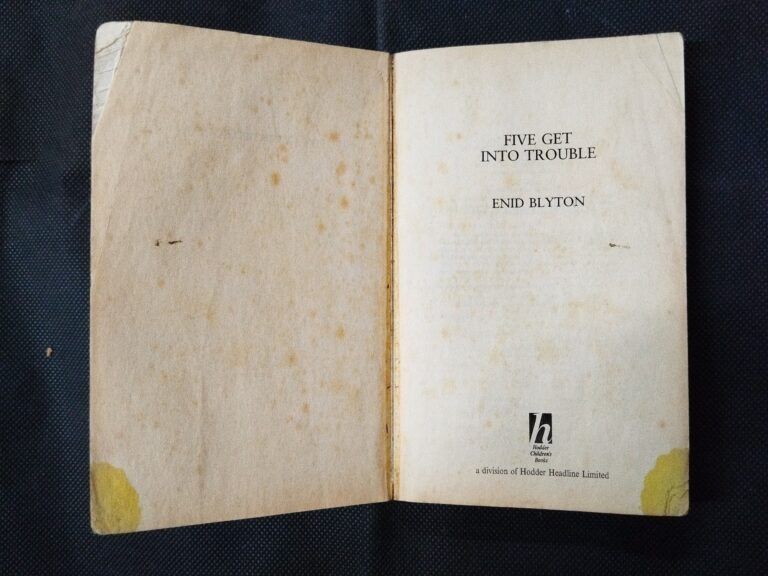 FIVE GET
INTO TROUBLE
ENID BLYTON
h
Hodder
Children's
Books
a division of Hodder Headline Limited